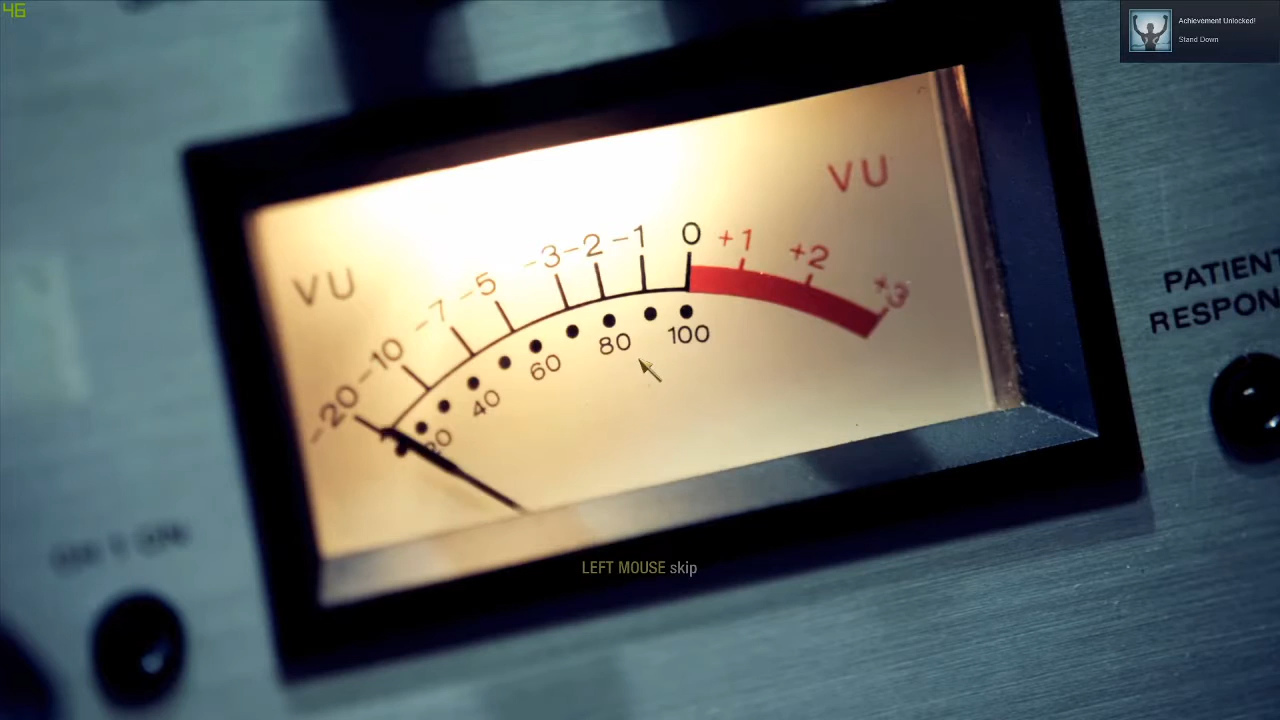 46
Achievement Unlocked!
Stand Down
VU
VU
-20 -10 -7 -5 -3 -2 -1 0 +1 +2 +3
20 40 60 80 100
PATIENT
RESPON
LEFT MOUSE skip